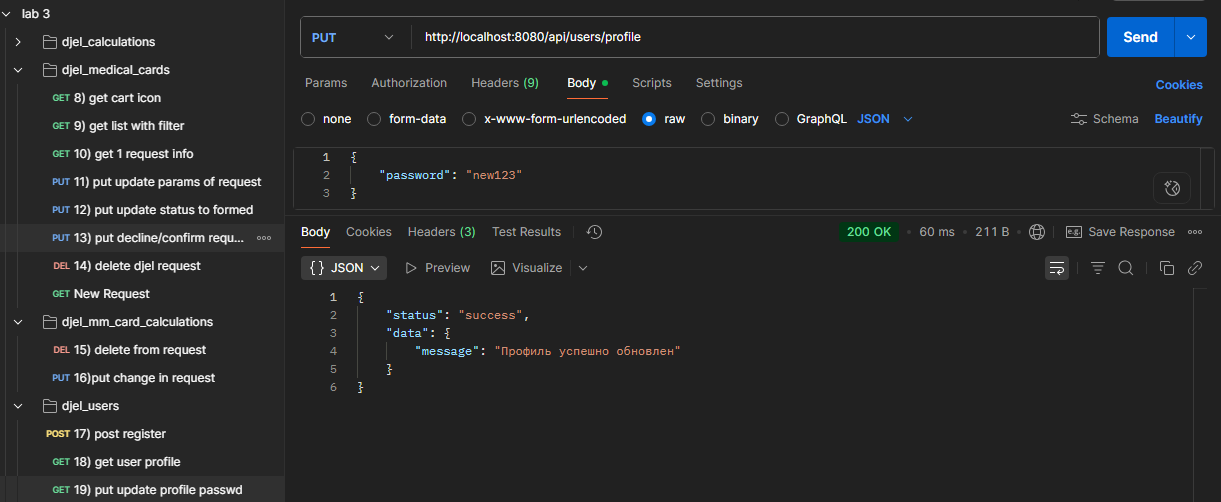 lab 3
djel_calculations
djel_medical_cards
GET 8) get cart icon
GET 9) get list with filter
GET 10) get 1 request info
PUT 11) put update params of request
PUT 12) put update status to formed
PUT 13) put decline/confirm requ...
DEL 14) delete djel request
GET New Request
djel_mm_card_calculations
DEL 15) delete from request
PUT 16)put change in request
djel_users
POST 17) post register
GET 18) get user profile
PUT 19) put update profile passwd
PUT http://localhost:8080/api/users/profile Send
Params Authorization Headers (9) Body Scripts Settings Cookies
none form-data x-www-form-urlencoded raw binary GraphQL JSON Schema Beautify
1 {
2 "password": "new123"
3 }
Body Cookies Headers (3) Test Results 200 OK • 60 ms • 211 B • e.g. Save Response
{} JSON Preview Visualize
1 {
2 "status": "success",
3 "data": {
4 "message": "Профиль успешно обновлен"
5 }
6 }